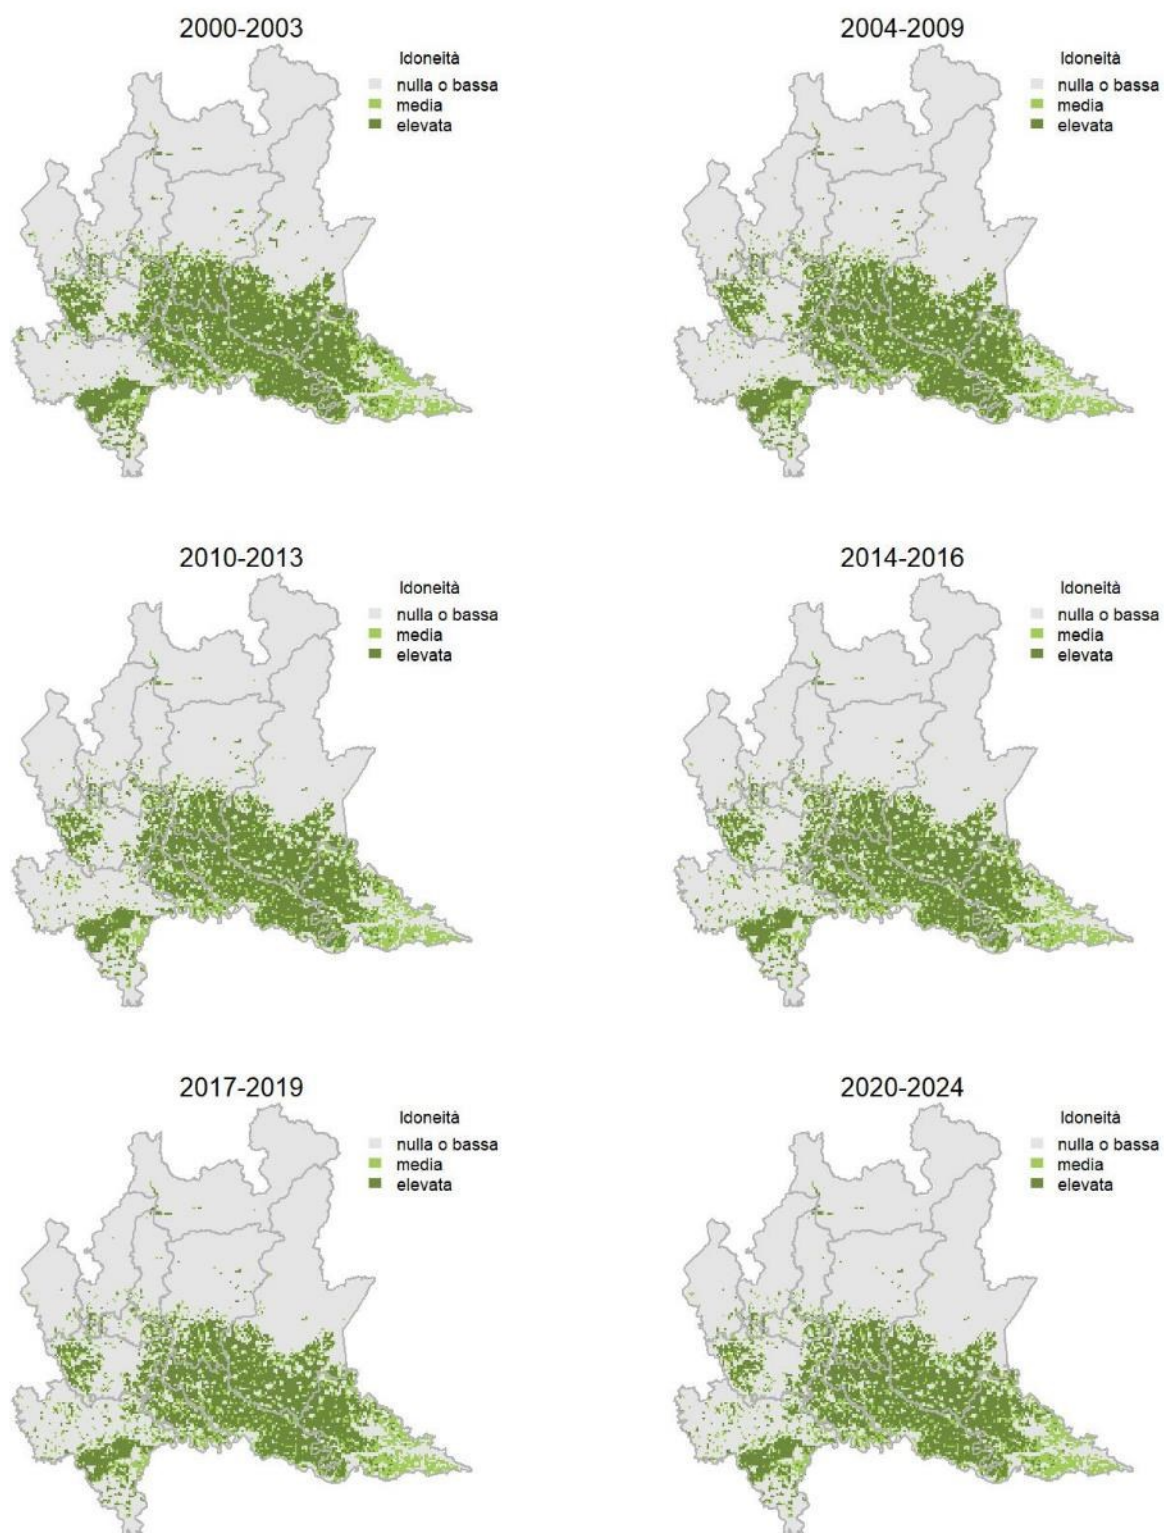 2000-2003
Idoneità
nulla o bassa
media
elevata
2004-2009
Idoneità
nulla o bassa
media
elevata
2010-2013
Idoneità
nulla o bassa
media
elevata
2014-2016
Idoneità
nulla o bassa
media
elevata
2017-2019
Idoneità
nulla o bassa
media
elevata
2020-2024
Idoneità
nulla o bassa
media
elevata